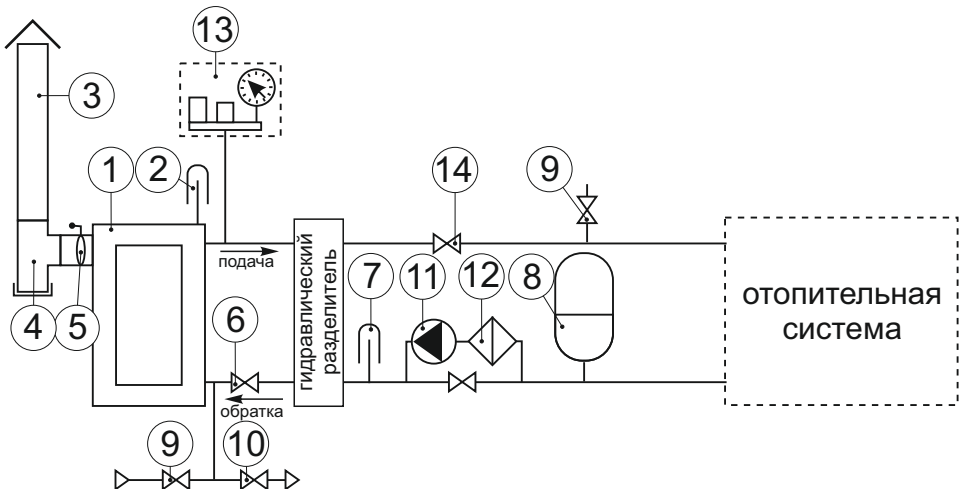 13
3
1
2
14
9
подача
гидравлический
разделитель
7
11
12
8
отопительная
система
4
5
6
обратка
9
10